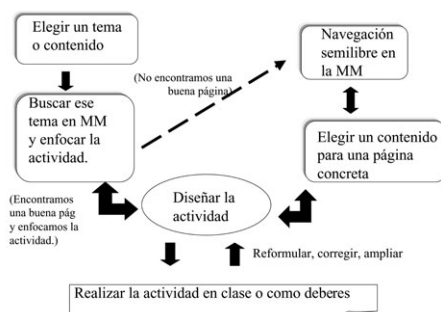 Elegir un tema
o contenido
Navegación
semilibre en
la MM
(No encontramos una
buena página)
Buscar ese
tema en MM
y enfocar la
actividad.
Elegir un contenido
para una página
concreta
(Encontramos
una buena pág
y enfocamos la
actividad.)
Diseñar la
actividad
Reformular, corregir, ampliar
Realizar la actividad en clase o como deberes